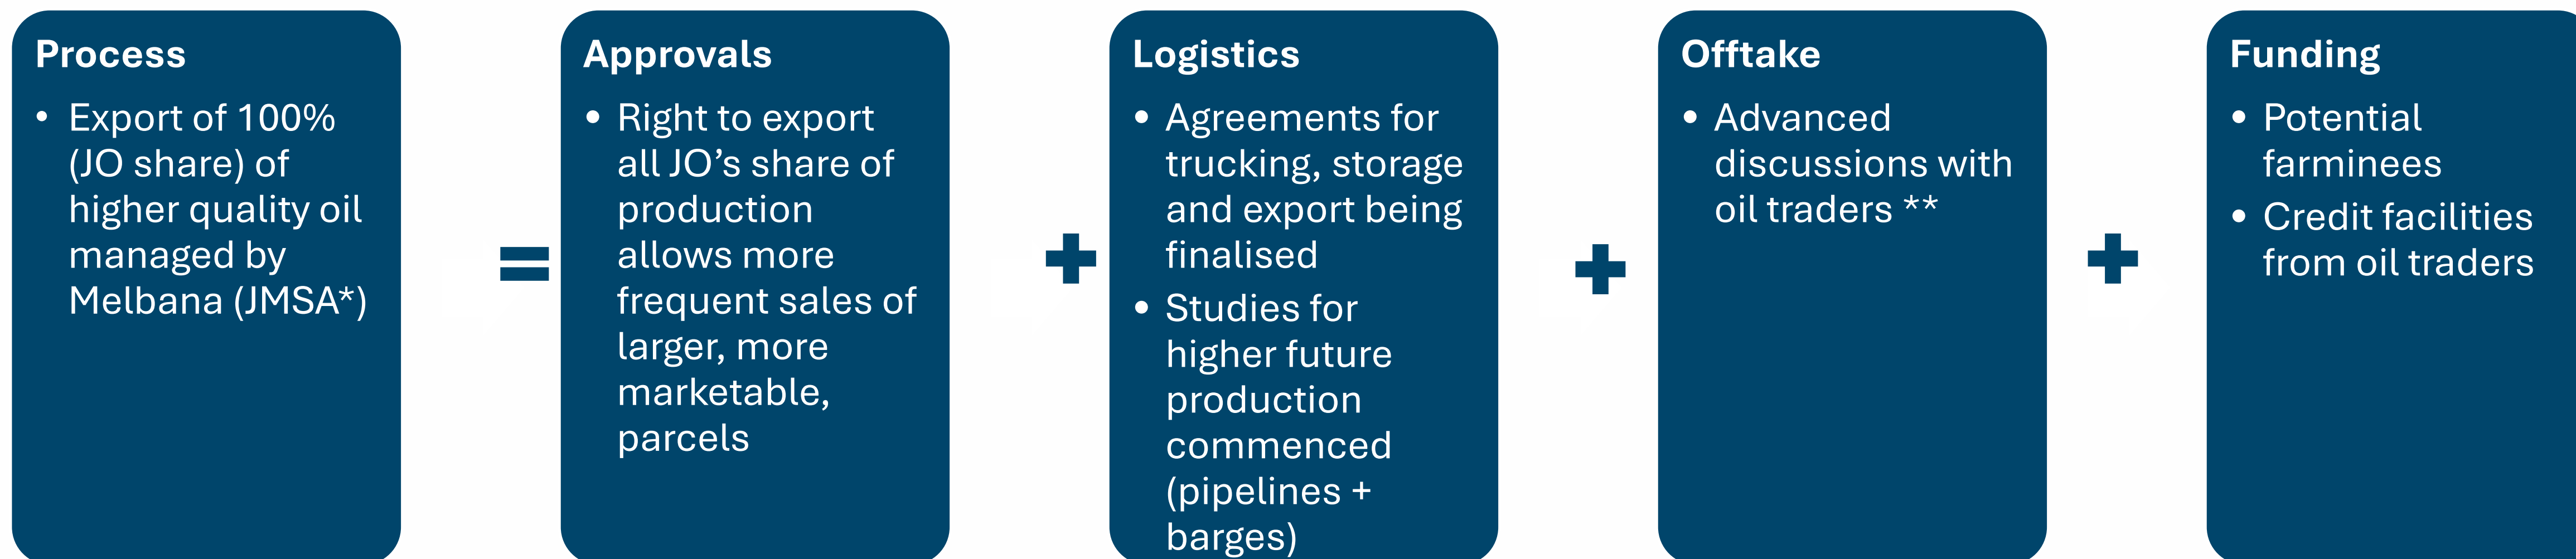 Process
• Export of 100%
(JO share) of
higher quality oil
managed by
Melbana (JMSA*)
=
Approvals
• Right to export
all JO’s share of
production
allows more
frequent sales of
larger, more
marketable,
parcels
+
Logistics
• Agreements for
trucking, storage
and export being
finalised
• Studies for
higher future
production
commenced
(pipelines +
barges)
+
Offtake
• Advanced
discussions with
oil traders **
+
Funding
• Potential
farminees
• Credit facilities
from oil traders